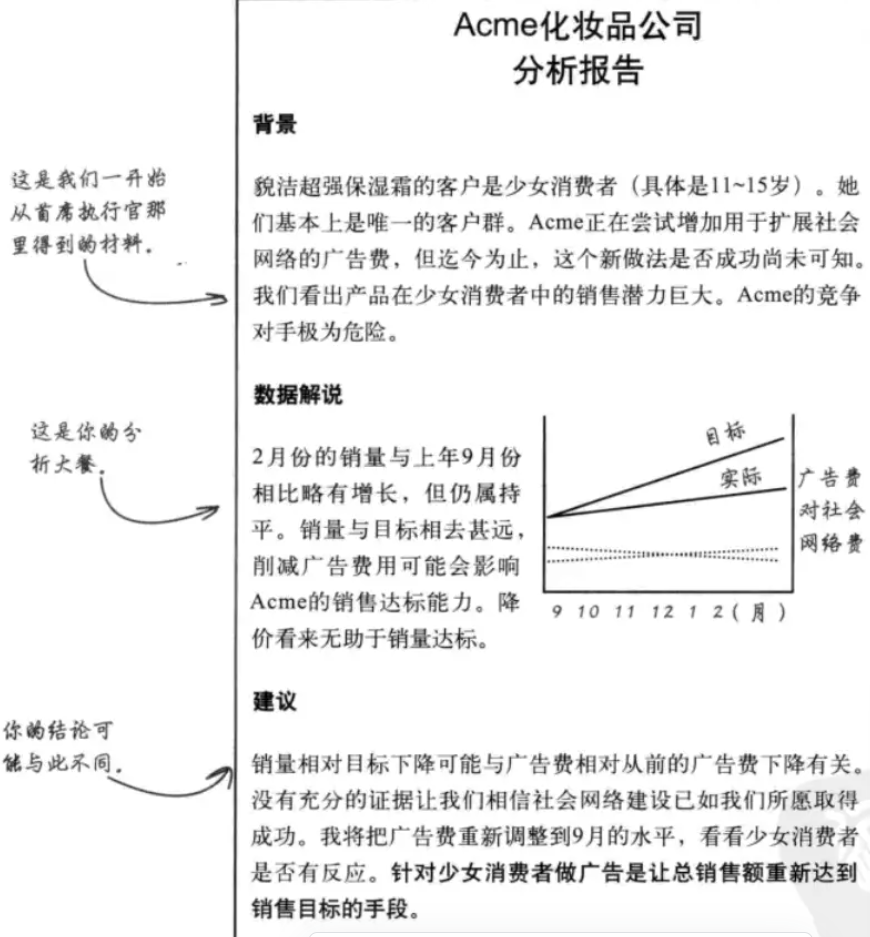 Acme化妆品公司
分析报告
背景
这是我们一开始
从首席执行官那
里得到的材料.
貌洁超强保湿霜的客户是少女消费者（具体是11~15岁）。她
们基本上是唯一的客户群。Acme正在尝试增加用于扩展社会
网络的广告费，但迄今为止，这个新做法是否成功尚未可知。
我们看出产品在少女消费者中的销售潜力巨大。Acme的竞争
对手极为危险。
数据解说
这是你的分
析大餐.
2月份的销量与上年9月份
相比略有增长，但仍属持
平。销量与目标相去甚远，
削减广告费用可能会影响
Acme的销售达标能力。降
价看来无助于销量达标。
目标
实际
广告费
对社会
网络费
9 10 11 12 1 2(月)
建议
你的结论可
能与此不同.
销量相对目标下降可能与广告费相对从前的广告费下降有关。
没有充分的证据让我们相信社会网络建设已如我们所愿取得
成功。我将把广告费重新调整到9月的水平，看看少女消费者
是否有反应。针对少女消费者做广告是让总销售额重新达到
销售目标的手段。